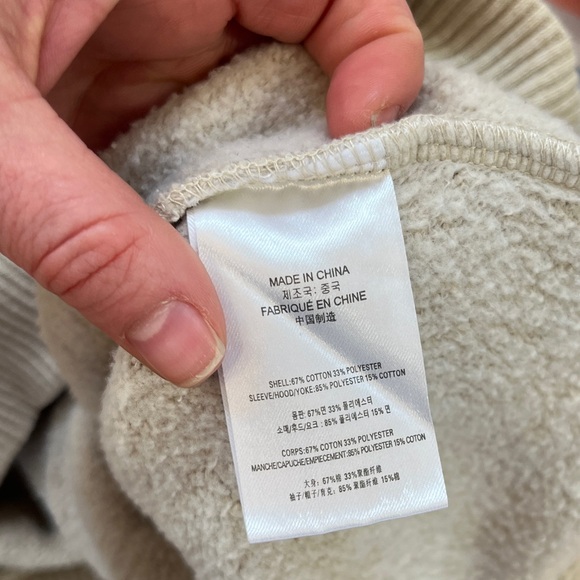 MADE IN CHINA
제조국: 중국
FABRIQUÉ EN CHINE
中国制造
SHELL:67% COTTON 33% POLYESTER
SLEEVE/HOOD/YOKE:85% POLYESTER 15% COTTON
몸판: 67%면 33% 폴리에스터
소매/후드/요크: 85% 폴리에스터 15% 면
CORPS:67% COTON 33% POLYESTER
MANCHE/CAPUCHE/EMPIECEMENT:85% POLYESTER 15% COTON
大身: 67%棉 33%聚酯纤维
袖子/帽子/育克: 85% 聚酯纤维 15%棉